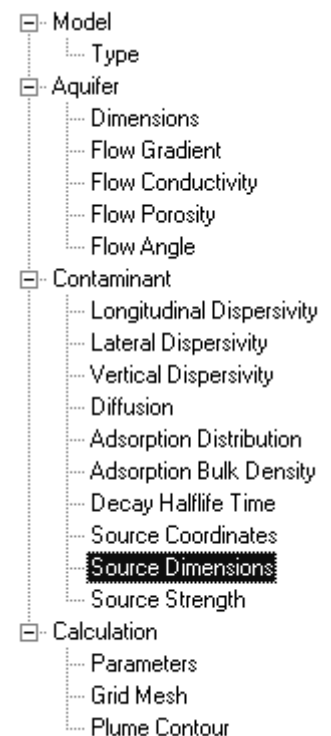 Model
Type
Aquifer
Dimensions
Flow Gradient
Flow Conductivity
Flow Porosity
Flow Angle
Contaminant
Longitudinal Dispersivity
Lateral Dispersivity
Vertical Dispersivity
Diffusion
Adsorption Distribution
Adsorption Bulk Density
Decay Halflife Time
Source Coordinates
Source Dimensions
Source Strength
Calculation
Parameters
Grid Mesh
Plume Contour